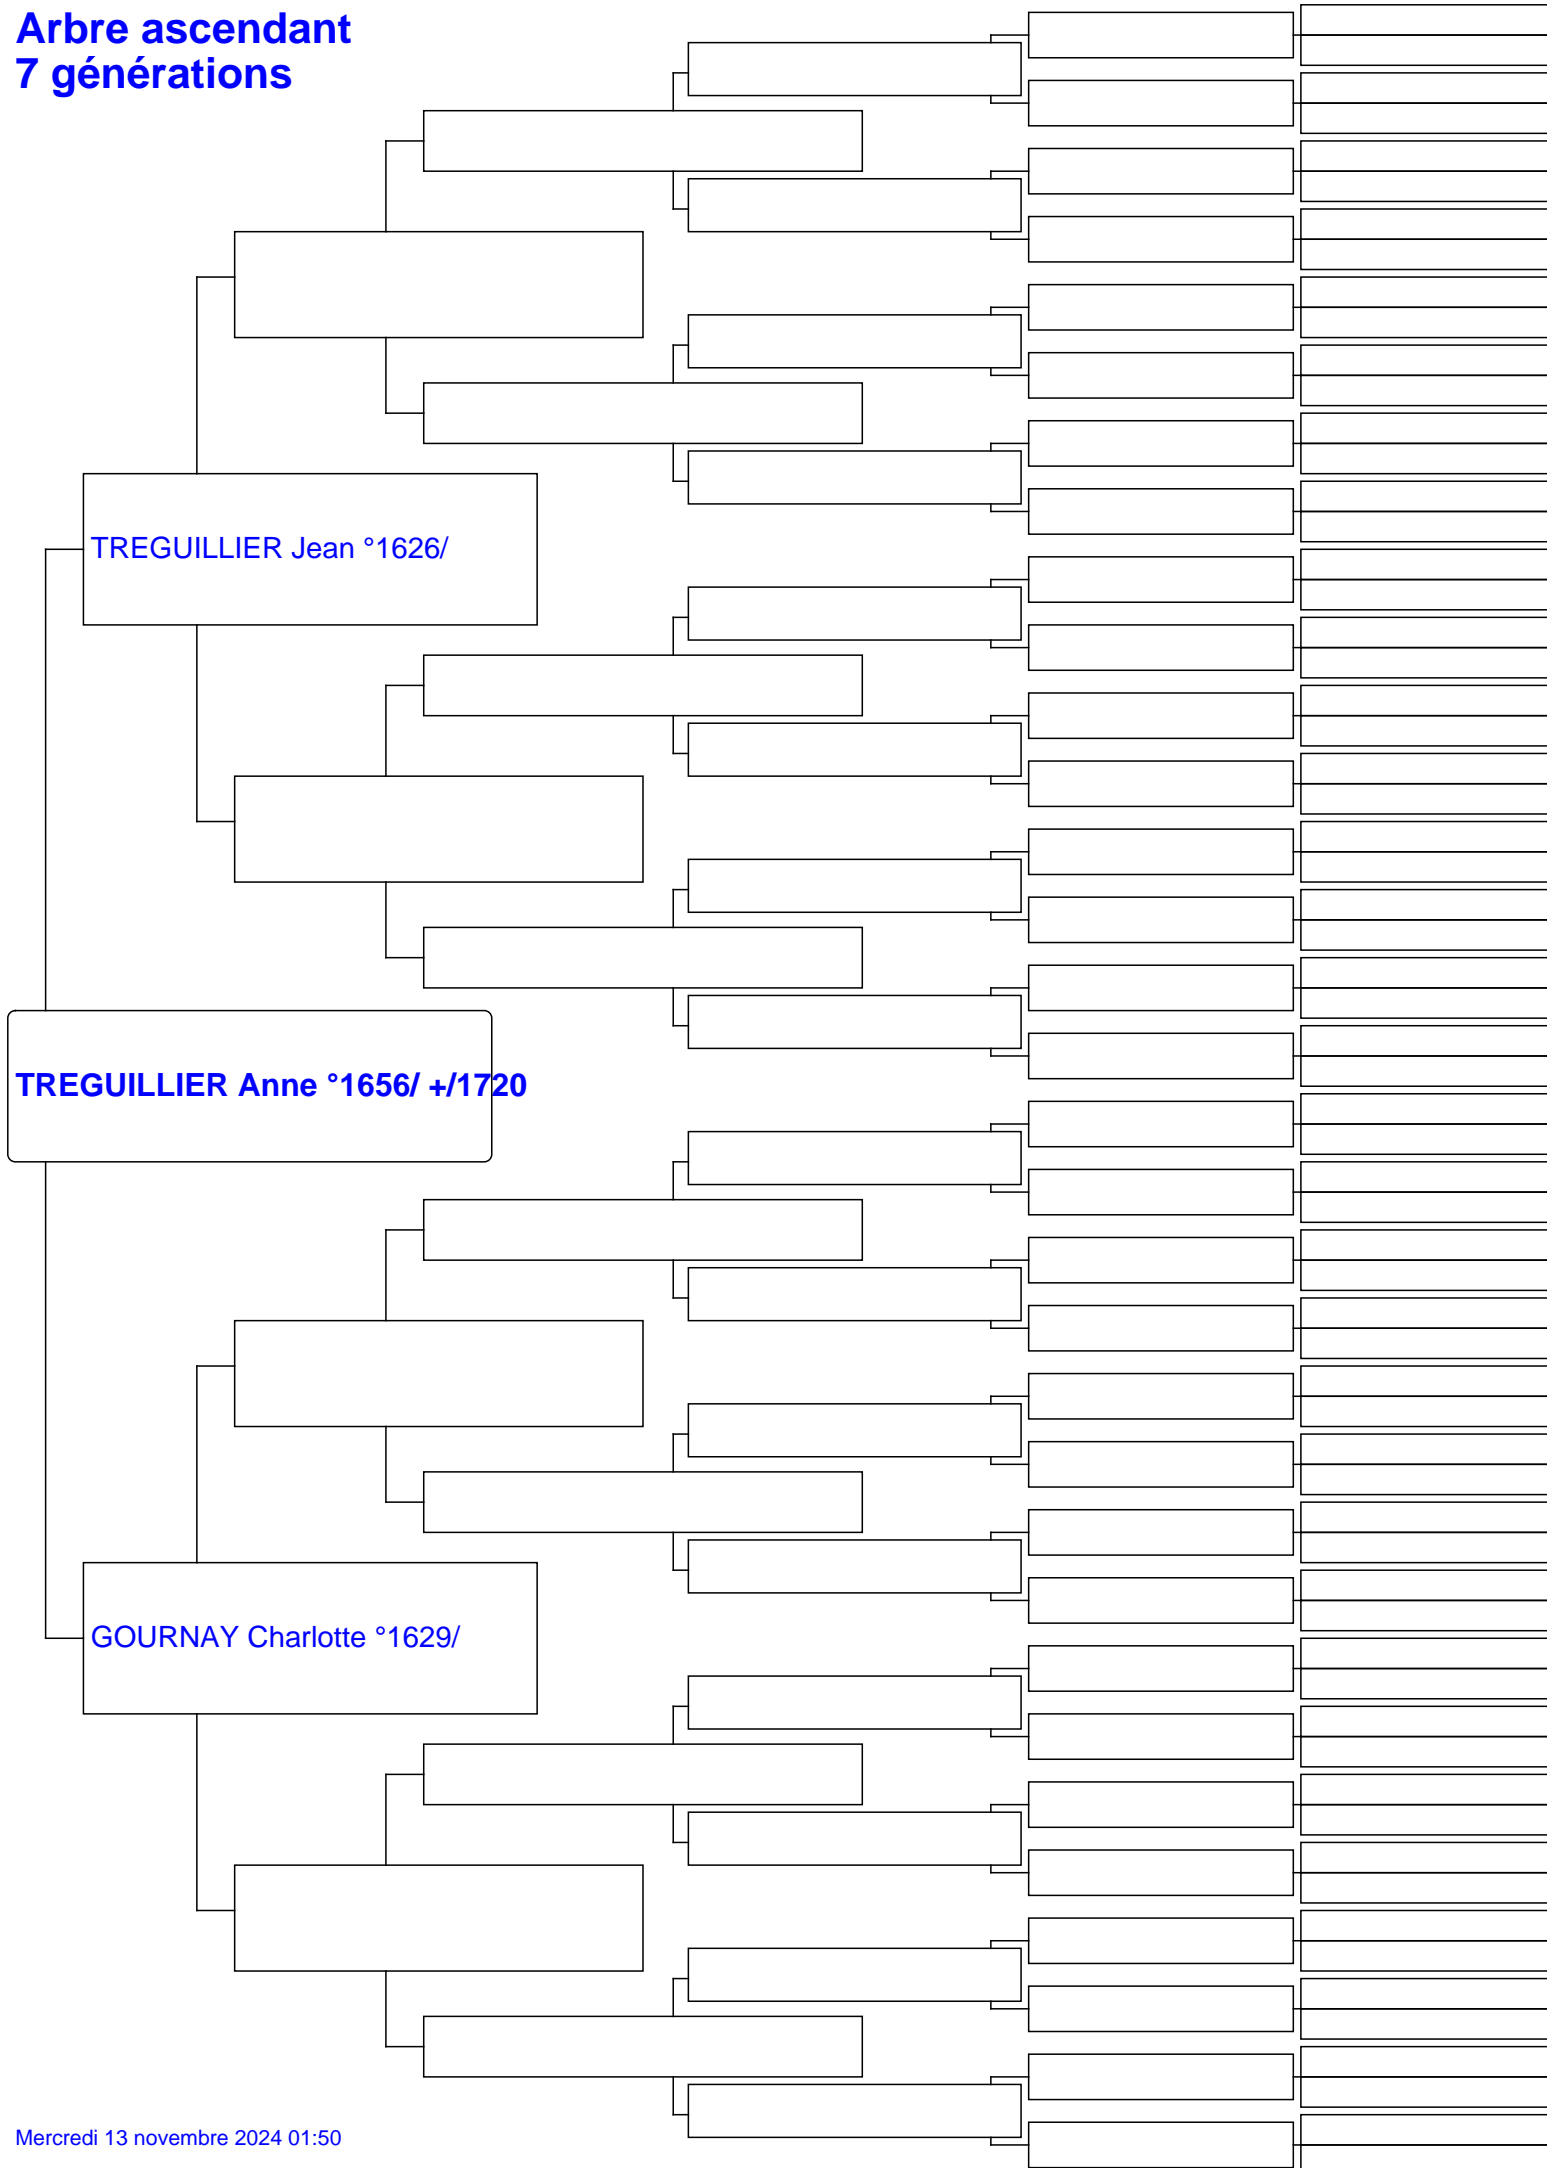 Arbre ascendant
7 générations
TREGUILLIER Jean °1626/
TREGUILLIER Anne °1656/ +/1720
GOURNAY Charlotte °1629/
Mercredi 13 novembre 2024 01:50